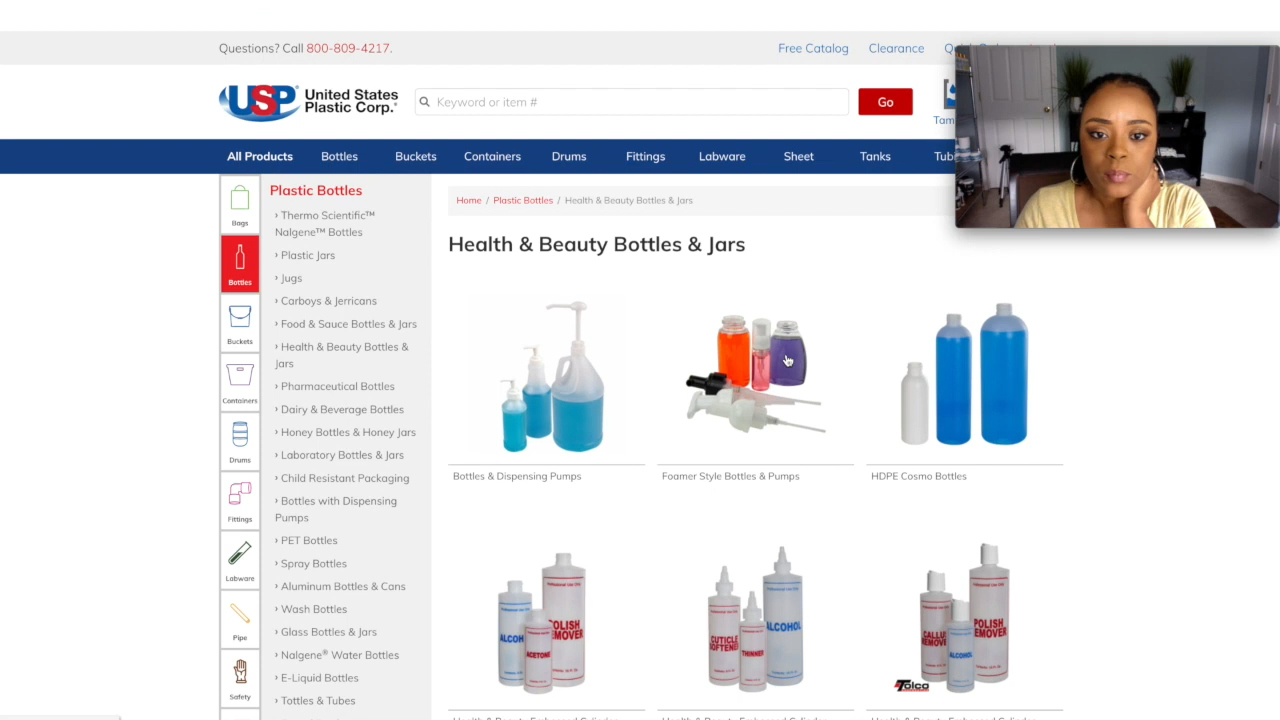 Questions? Call 800-809-4217.
Free Catalog
Clearance
USP
United States
Plastic Corp.®
Keyword or item #
Go
All Products
Bottles
Buckets
Containers
Drums
Fittings
Labware
Sheet
Tanks
Bags
Bottles
Buckets
Containers
Drums
Fittings
Labware
Pipe
Safety
Plastic Bottles
› Thermo Scientific™
Nalgene™ Bottles
› Plastic Jars
› Jugs
› Carboys & Jerricans
› Food & Sauce Bottles & Jars
› Health & Beauty Bottles &
Jars
› Pharmaceutical Bottles
› Dairy & Beverage Bottles
› Honey Bottles & Honey Jars
› Laboratory Bottles & Jars
› Child Resistant Packaging
› Bottles with Dispensing
Pumps
› PET Bottles
› Spray Bottles
› Aluminum Bottles & Cans
› Wash Bottles
› Glass Bottles & Jars
› Nalgene® Water Bottles
› E-Liquid Bottles
› Tottles & Tubes
Home / Plastic Bottles / Health & Beauty Bottles & Jars
Health & Beauty Bottles & Jars
Bottles & Dispensing Pumps
Foamer Style Bottles & Pumps
HDPE Cosmo Bottles
ALCOH
ACETONE
POLISH
REMOVER
CUTICLE
SOFTENER
THINNER
ALCOHOL
CALLUS
REMOVER
ALCOHOL
POLISH
REMOVER
Tolco